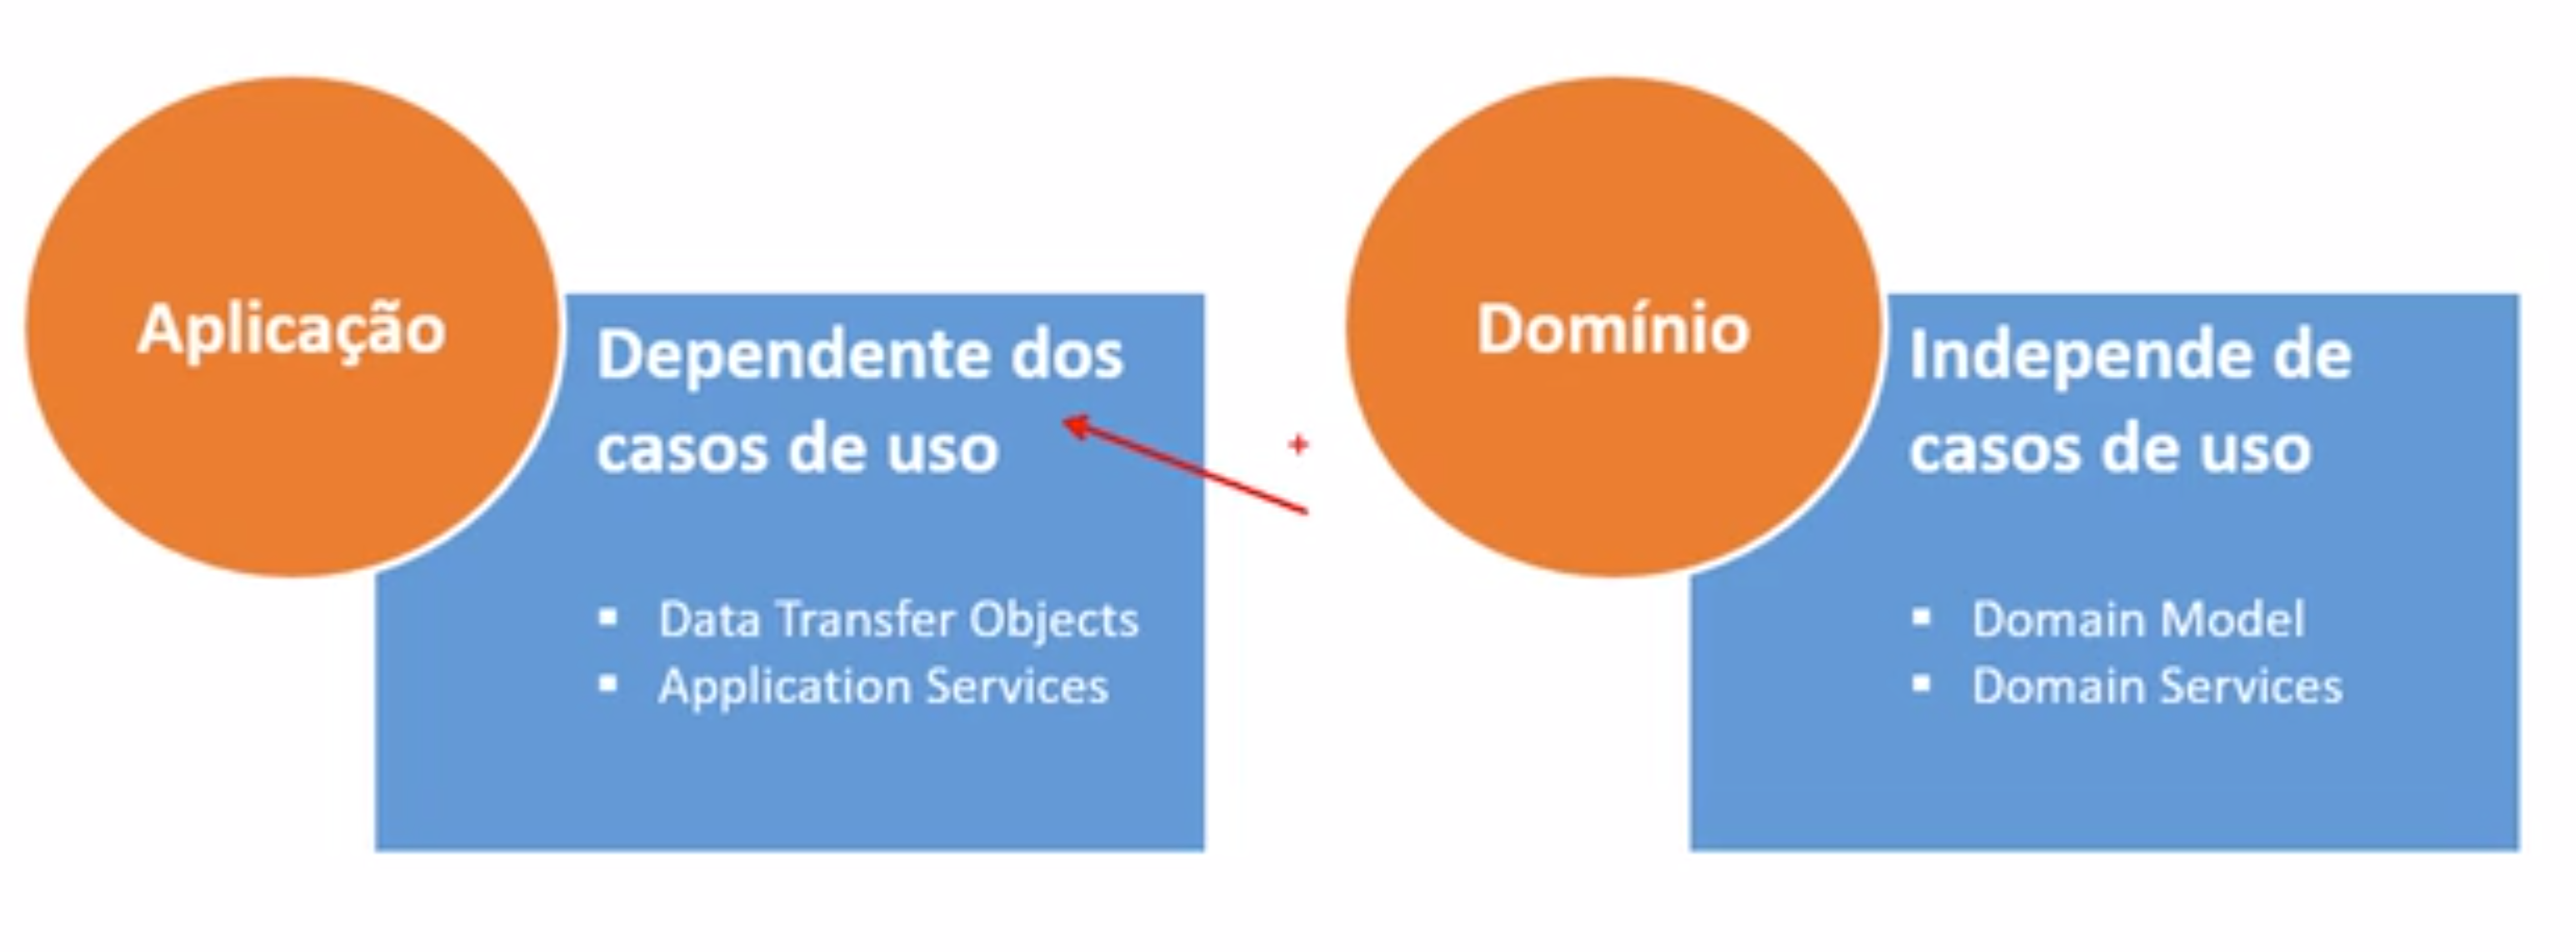 Aplicação
Dependente dos
casos de uso
▪ Data Transfer Objects
▪ Application Services
Domínio
Independe de
casos de uso
▪ Domain Model
▪ Domain Services